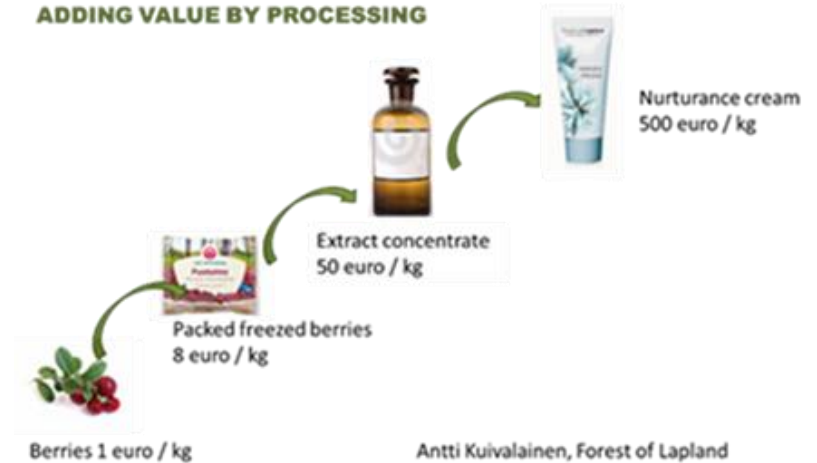 ADDING VALUE BY PROCESSING
Nurturance cream
500 euro / kg
Extract concentrate
50 euro / kg
Packed freezed berries
8 euro / kg
Berries 1 euro / kg
Antti Kuivalainen, Forest of Lapland